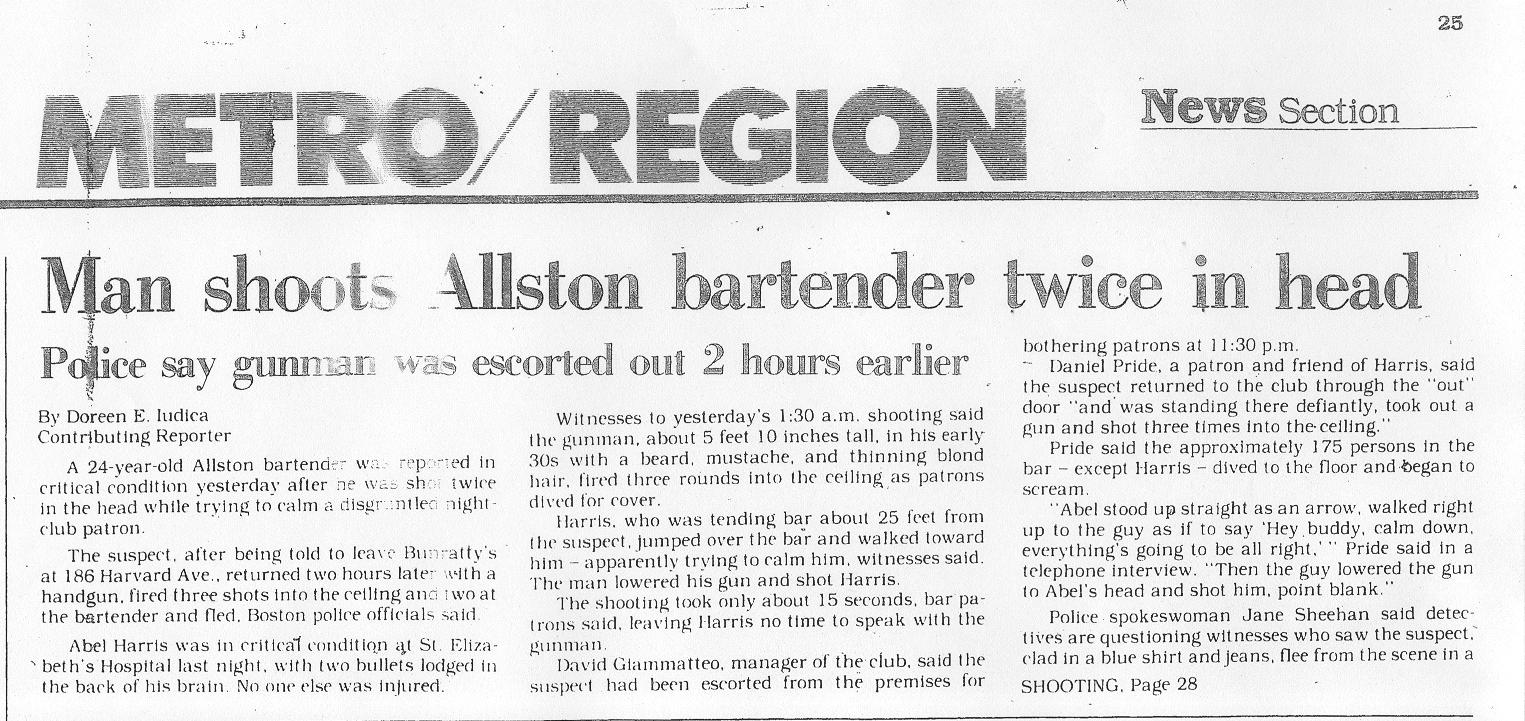 25
METRO/REGION
News Section
Man shoots Allston bartender twice in head
Police say gunman was escorted out 2 hours earlier
By Doreen E. Iudica
Contributing Reporter
A 24-year-old Allston bartender was reported in
critical condition yesterday after he was shot twice
in the head while trying to calm a disgruntled night-
club patron.
The suspect, after being told to leave Bunratty's
at 186 Harvard Ave., returned two hours later with a
handgun, fired three shots into the ceiling and two at
the bartender and fled, Boston police officials said.
Abel Harris was in critical condition at St. Eliza-
beth's Hospital last night, with two bullets lodged in
the back of his brain. No one else was injured.
Witnesses to yesterday's 1:30 a.m. shooting said
the gunman, about 5 feet 10 inches tall, in his early
30s with a beard, mustache, and thinning blond
hair, fired three rounds into the ceiling as patrons
dived for cover.
Harris, who was tending bar about 25 feet from
the suspect, jumped over the bar and walked toward
him – apparently trying to calm him, witnesses said.
The man lowered his gun and shot Harris.
The shooting took only about 15 seconds, bar pa-
trons said, leaving Harris no time to speak with the
gunman.
David Giammatteo, manager of the club, said the
suspect had been escorted from the premises for
bothering patrons at 11:30 p.m.
Daniel Pride, a patron and friend of Harris, said
the suspect returned to the club through the "out"
door "and was standing there defiantly, took out a
gun and shot three times into the ceiling."
Pride said the approximately 175 persons in the
bar – except Harris – dived to the floor and began to
scream.
"Abel stood up straight as an arrow, walked right
up to the guy as if to say 'Hey buddy, calm down,
everything's going to be all right,' " Pride said in a
telephone interview. "Then the guy lowered the gun
to Abel's head and shot him, point blank."
Police spokeswoman Jane Sheehan said detec-
tives are questioning witnesses who saw the suspect,
clad in a blue shirt and jeans, flee from the scene in a
SHOOTING, Page 28